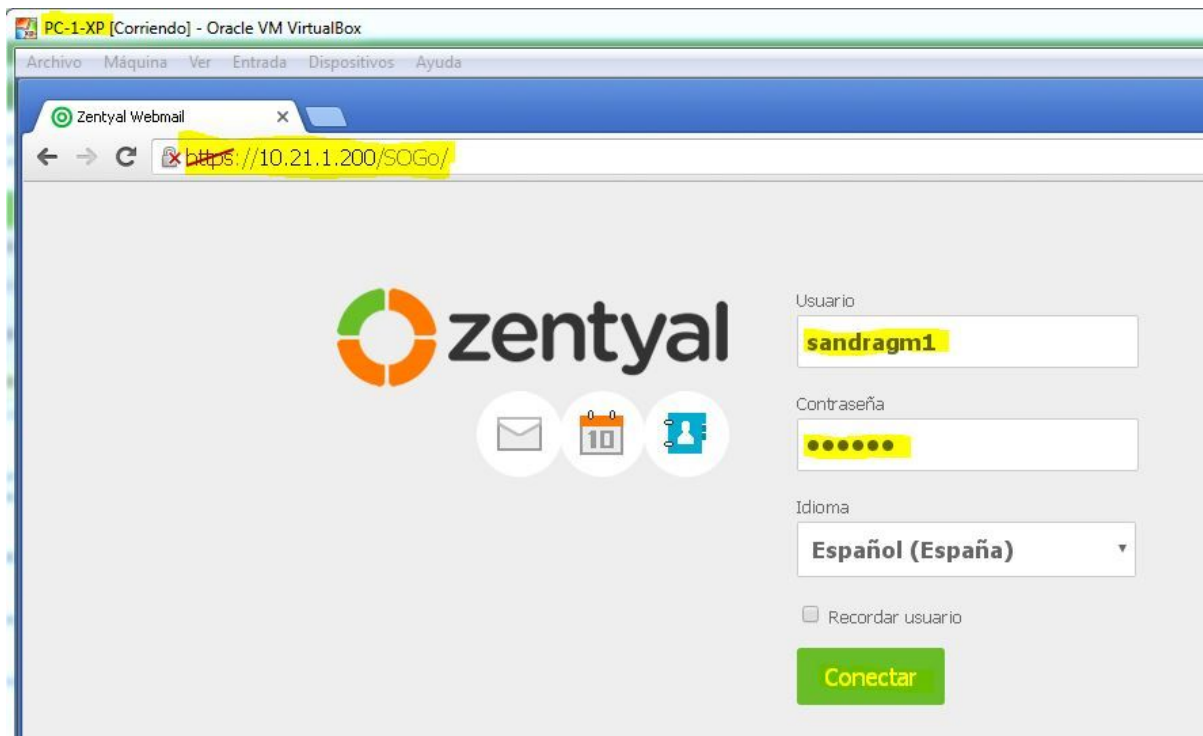 PC-1-XP [Corriendo] - Oracle VM VirtualBox
Archivo Máquina Ver Entrada Dispositivos Ayuda
Zentyal Webmail
https://10.21.1.200/SOGo/
zentyal
10
Usuario
sandragm1
Contraseña
••••••
Idioma
Español (España)
Recordar usuario
Conectar